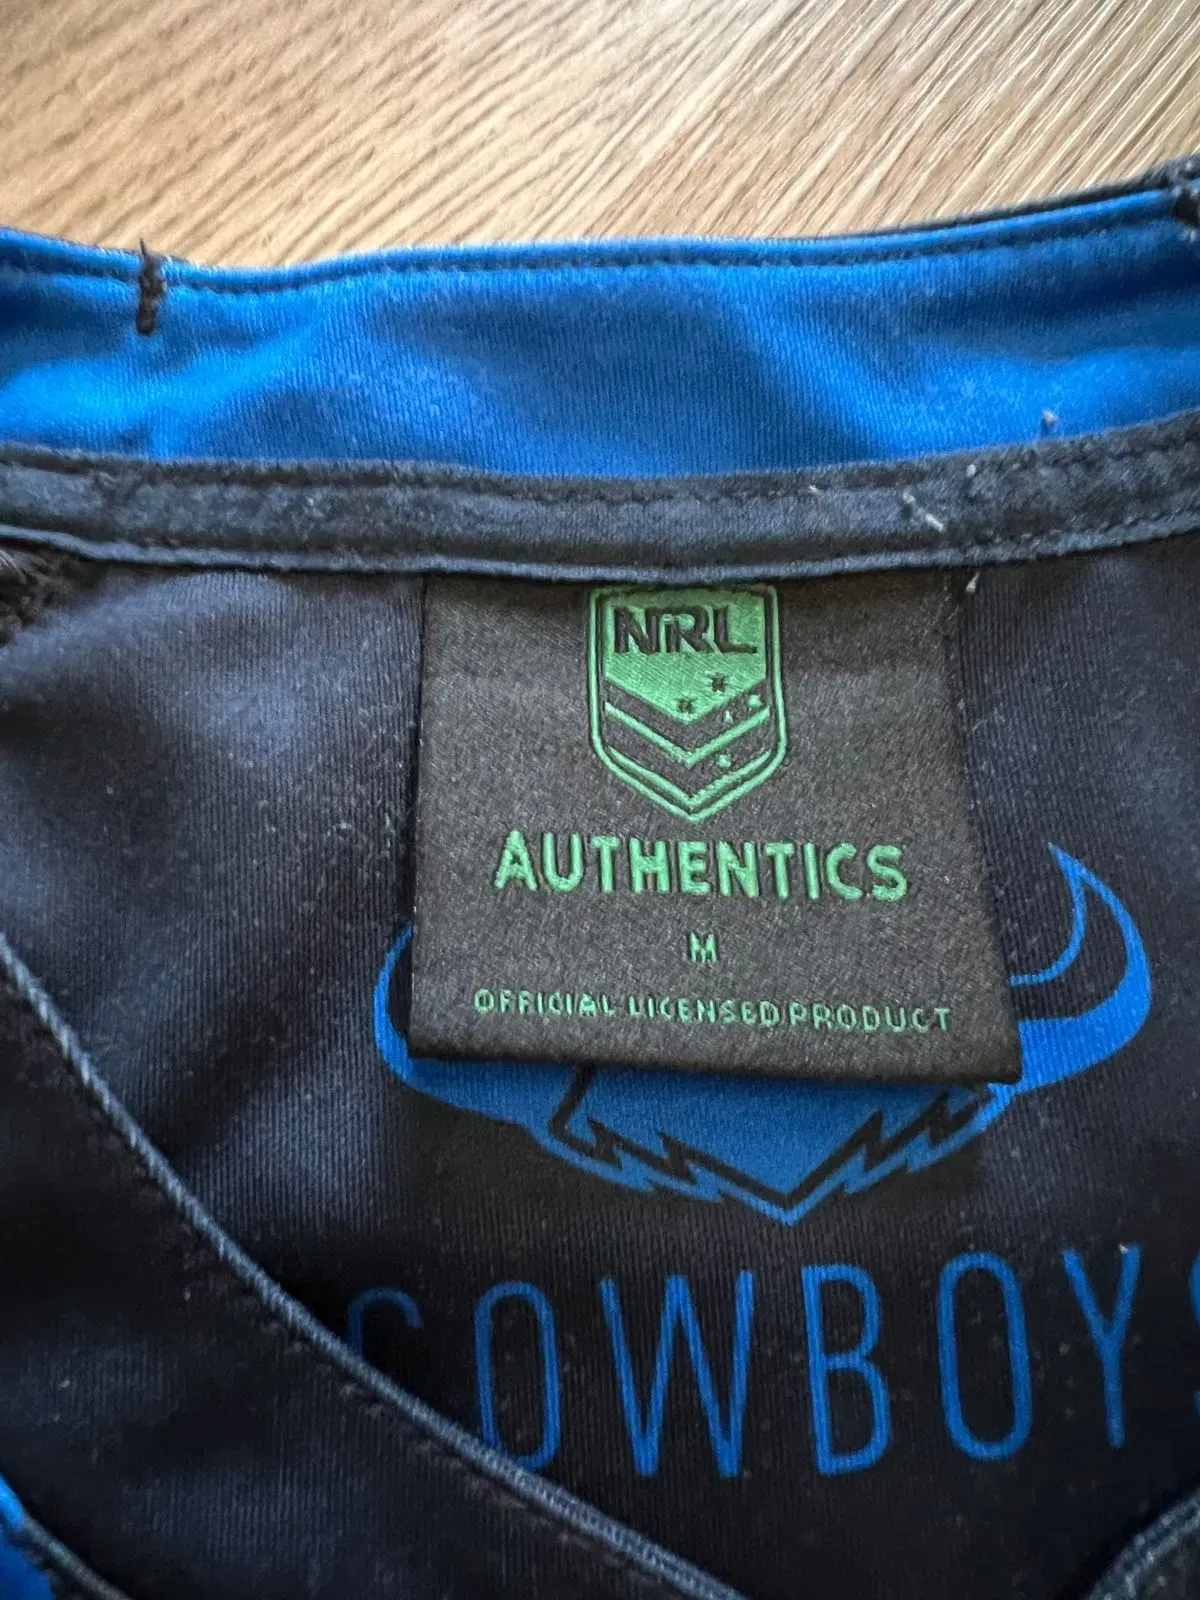 NRL
AUTHENTICS
M
OFFICIAL LICENSED PRODUCT
COWBOYS